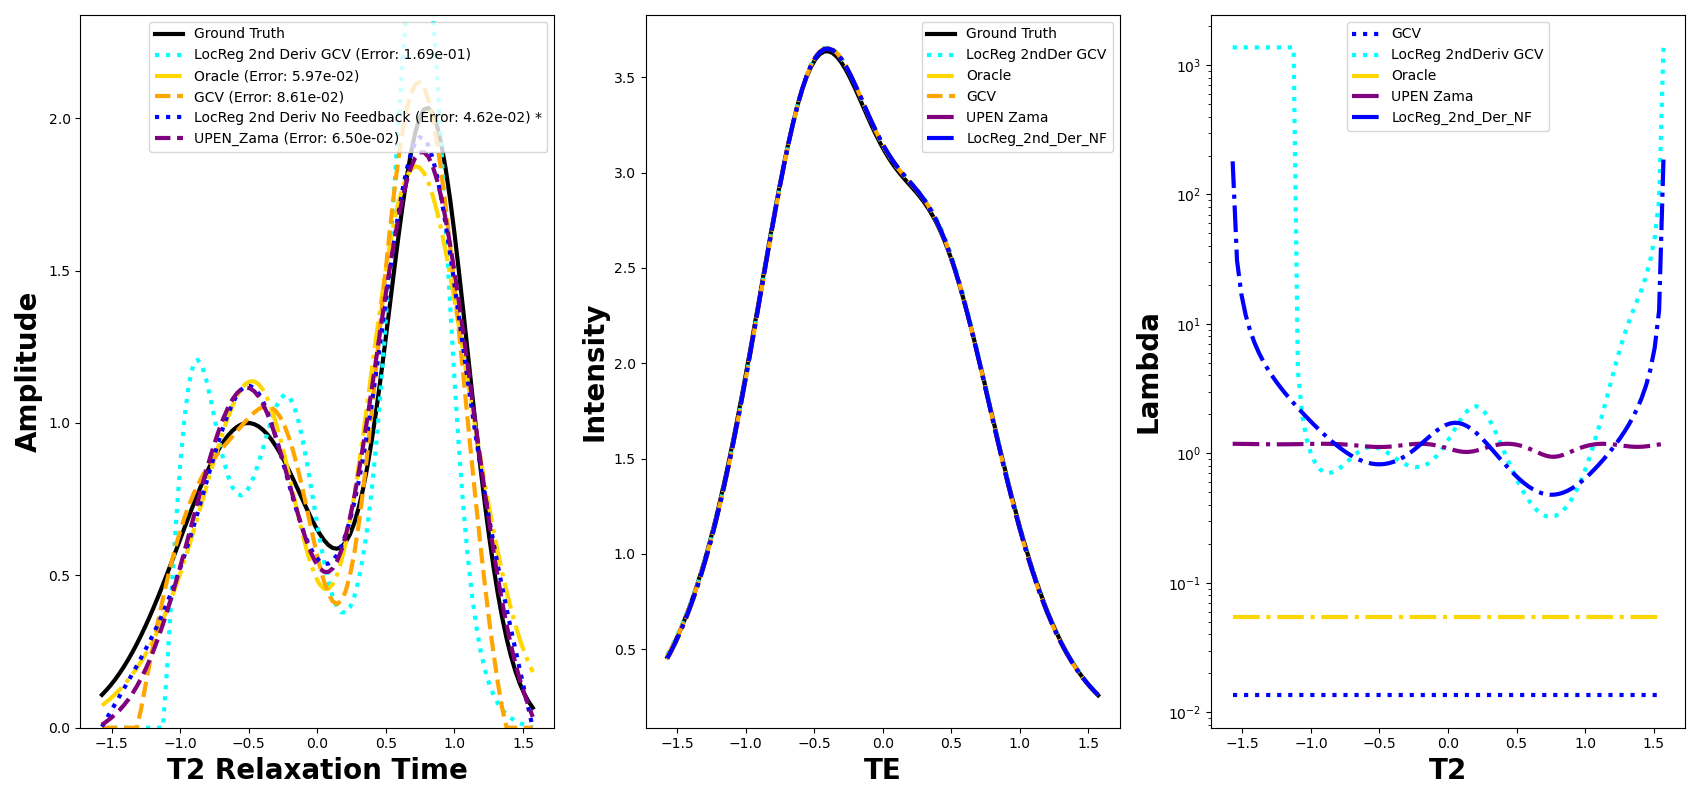 Ground Truth
LocReg 2nd Deriv GCV (Error: 1.69e-01)
Oracle (Error: 5.97e-02)
GCV (Error: 8.61e-02)
LocReg 2nd Deriv No Feedback (Error: 4.62e-02) *
UPEN_Zama (Error: 6.50e-02)
2.0
1.5
1.0
0.5
0.0
−1.5 −1.0 −0.5 0.0 0.5 1.0 1.5
Amplitude
T2 Relaxation Time
Ground Truth
LocReg 2ndDer GCV
Oracle
GCV
UPEN Zama
LocReg_2nd_Der_NF
3.5
3.0
2.5
2.0
1.5
1.0
0.5
−1.5 −1.0 −0.5 0.0 0.5 1.0 1.5
Intensity
TE
GCV
LocReg 2ndDeriv GCV
Oracle
UPEN Zama
LocReg_2nd_Der_NF
10³
10²
10¹
10⁰
10⁻¹
10⁻²
−1.5 −1.0 −0.5 0.0 0.5 1.0 1.5
Lambda
T2